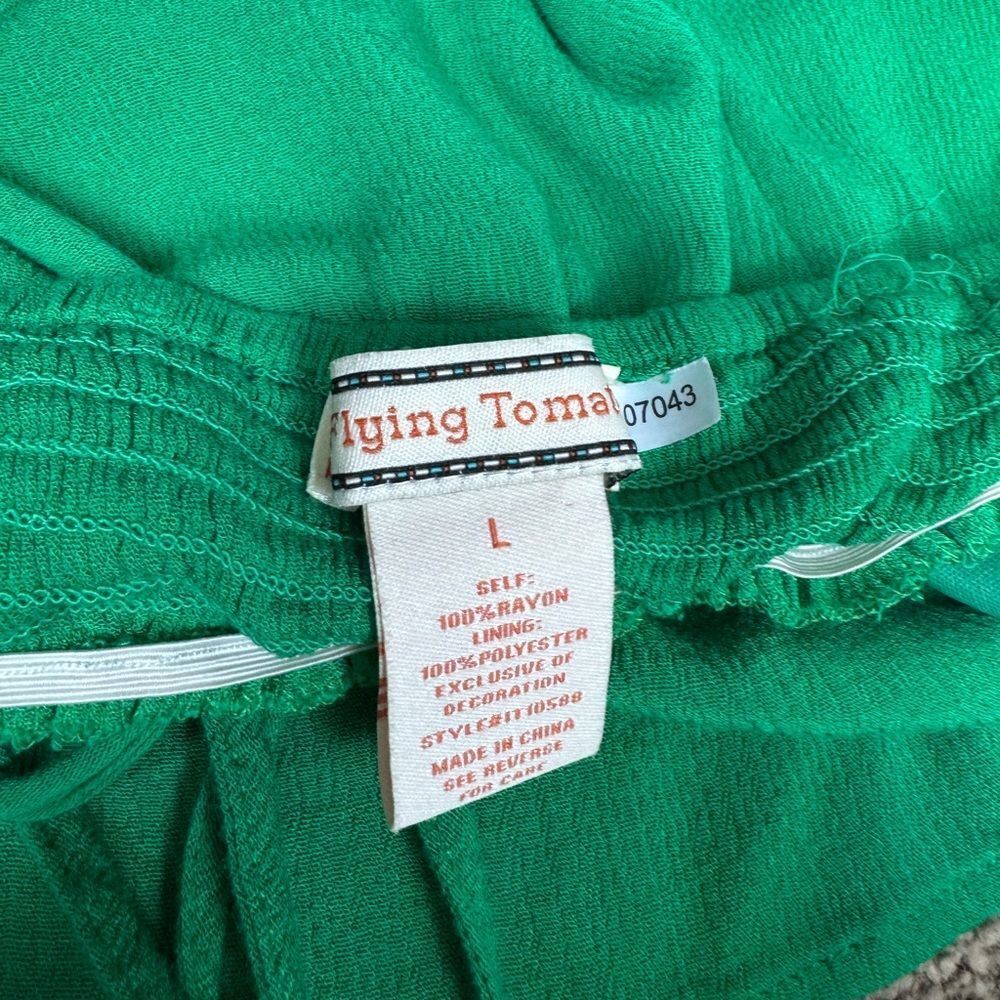 Flying Tomat
07043
L
SELF:
100%RAYON
LINING:
100%POLYESTER
EXCLUSIVE OF
DECORATION
STYLE#IT10588
MADE IN CHINA
SEE REVERSE
FOR CARE